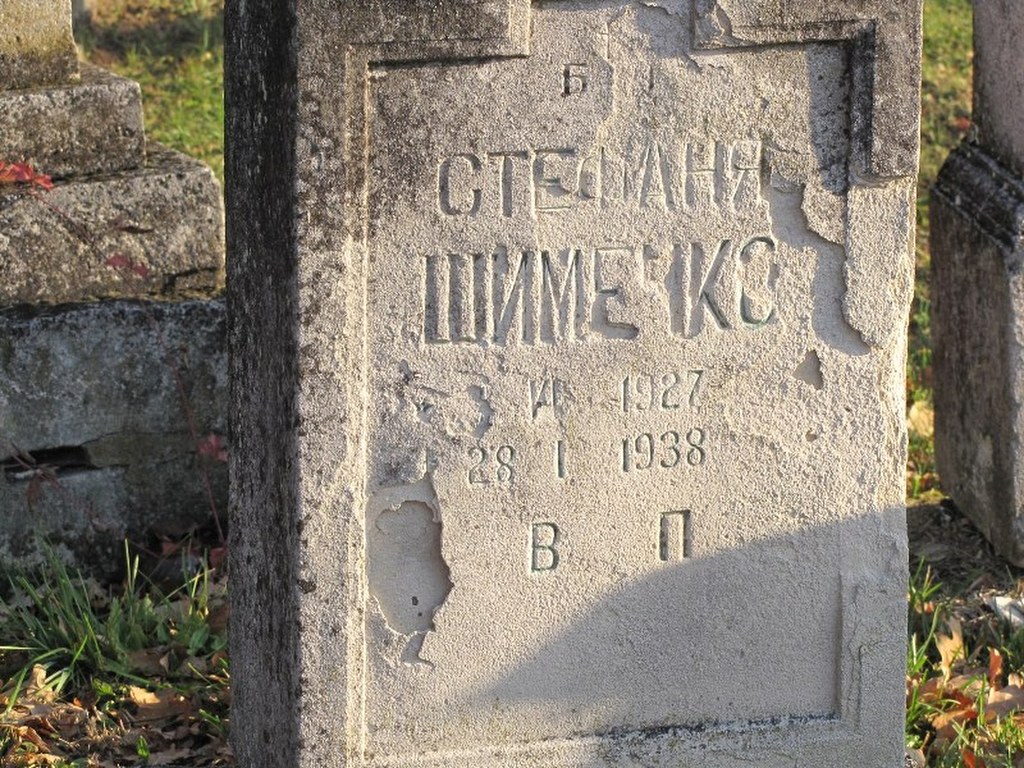 Б
СТЕФАНЯ
ШИМЕЧКО
1927
28 I 1938
В П